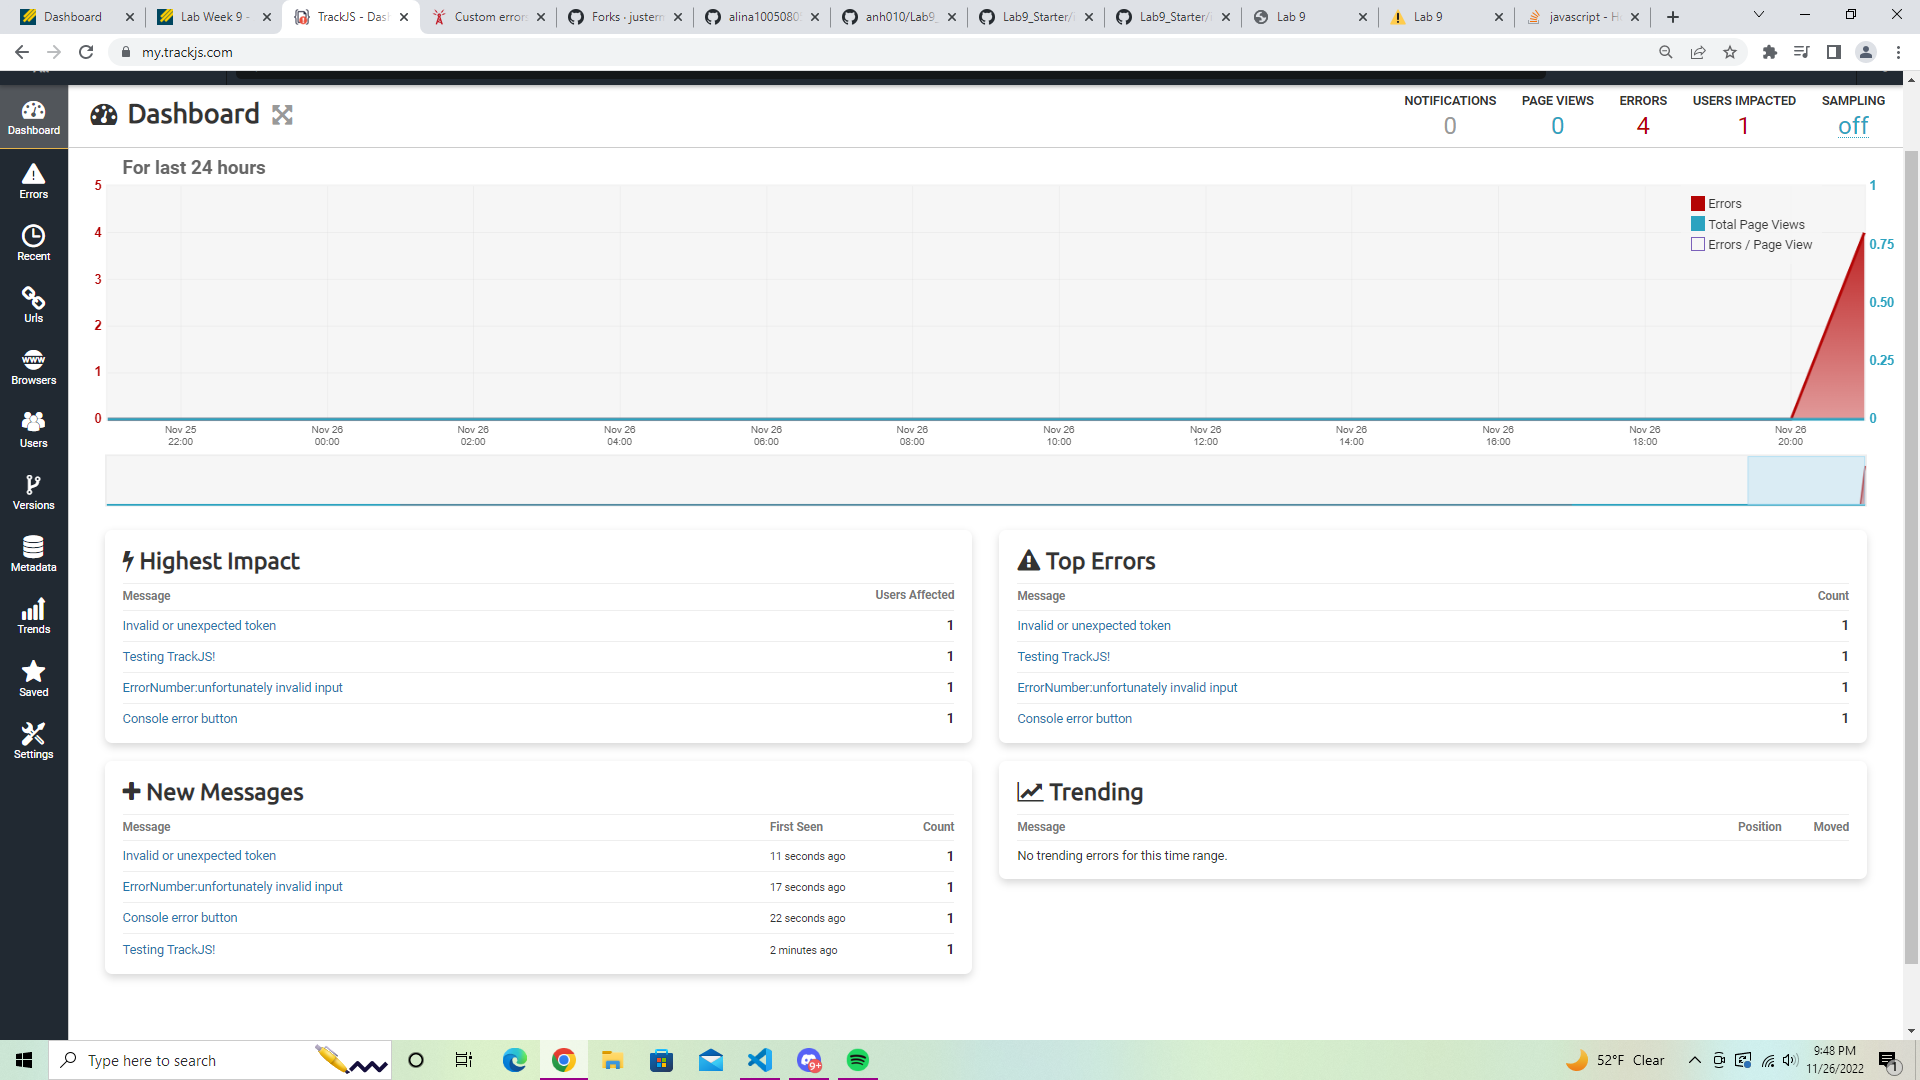 Dashboard
Lab Week 9 -
TrackJS - Das
Custom error
Forks · justem
alina1005080
anh010/Lab9_
Lab9_Starter/
Lab9_Starter/
Lab 9
Lab 9
javascript - H
my.trackjs.com
Dashboard
Errors
Recent
Urls
Browsers
Users
Versions
Metadata
Trends
Saved
Settings
Dashboard
NOTIFICATIONS
0
PAGE VIEWS
0
ERRORS
4
USERS IMPACTED
1
SAMPLING
off
For last 24 hours
5
4
3
2
1
0
1
0.75
0.50
0.25
0
Errors
Total Page Views
Errors / Page View
Nov 25
22:00
Nov 26
00:00
Nov 26
02:00
Nov 26
04:00
Nov 26
06:00
Nov 26
08:00
Nov 26
10:00
Nov 26
12:00
Nov 26
14:00
Nov 26
16:00
Nov 26
18:00
Nov 26
20:00
Highest Impact
Message Users Affected
Invalid or unexpected token 1
Testing TrackJS! 1
ErrorNumber:unfortunately invalid input 1
Console error button 1
Top Errors
Message Count
Invalid or unexpected token 1
Testing TrackJS! 1
ErrorNumber:unfortunately invalid input 1
Console error button 1
New Messages
Message First Seen Count
Invalid or unexpected token 11 seconds ago 1
ErrorNumber:unfortunately invalid input 17 seconds ago 1
Console error button 22 seconds ago 1
Testing TrackJS! 2 minutes ago 1
Trending
Message Position Moved
No trending errors for this time range.
Type here to search
9+
52°F Clear
9:48 PM
11/26/2022
1